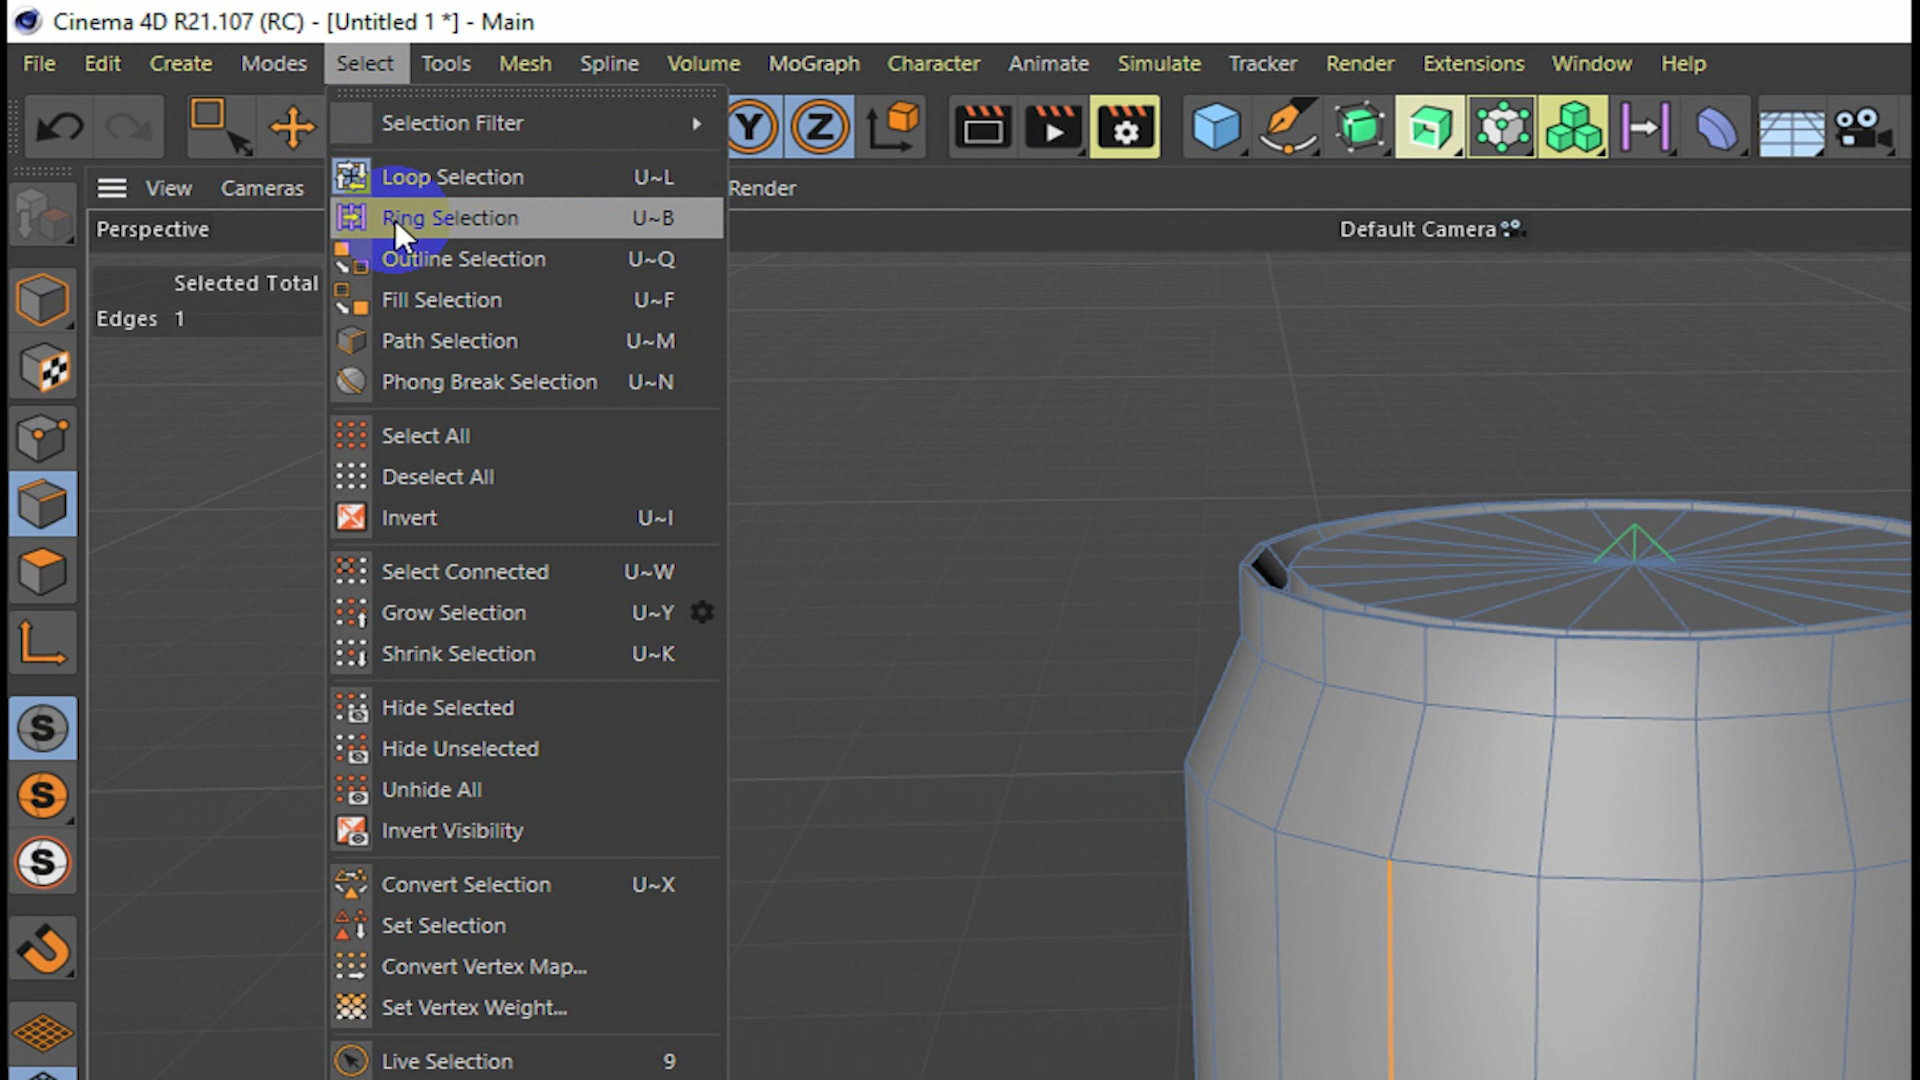 Cinema 4D R21.107 (RC) - [Untitled 1 *] - Main
File Edit Create Modes Select Tools Mesh Spline Volume MoGraph Character Animate Simulate Tracker Render Extensions Window Help
Y Z
Selection Filter
Loop Selection U~L
Ring Selection U~B
Outline Selection U~Q
Fill Selection U~F
Path Selection U~M
Phong Break Selection U~N
Select All
Deselect All
Invert U~I
Select Connected U~W
Grow Selection U~Y
Shrink Selection U~K
Hide Selected
Hide Unselected
Unhide All
Invert Visibility
Convert Selection U~X
Set Selection
Convert Vertex Map...
Set Vertex Weight...
Live Selection 9
View Cameras Render
Perspective Default Camera
Selected Total
Edges 1
S
S
S